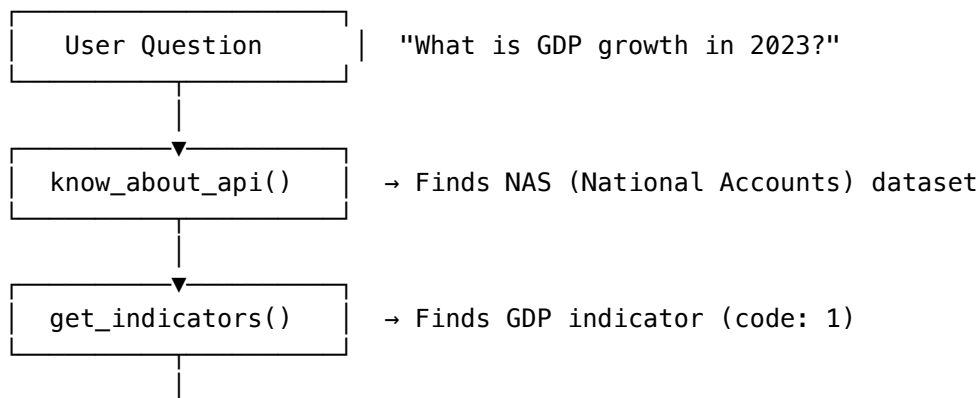 User Question "What is GDP growth in 2023?"
know_about_api() → Finds NAS (National Accounts) dataset
get_indicators() → Finds GDP indicator (code: 1)